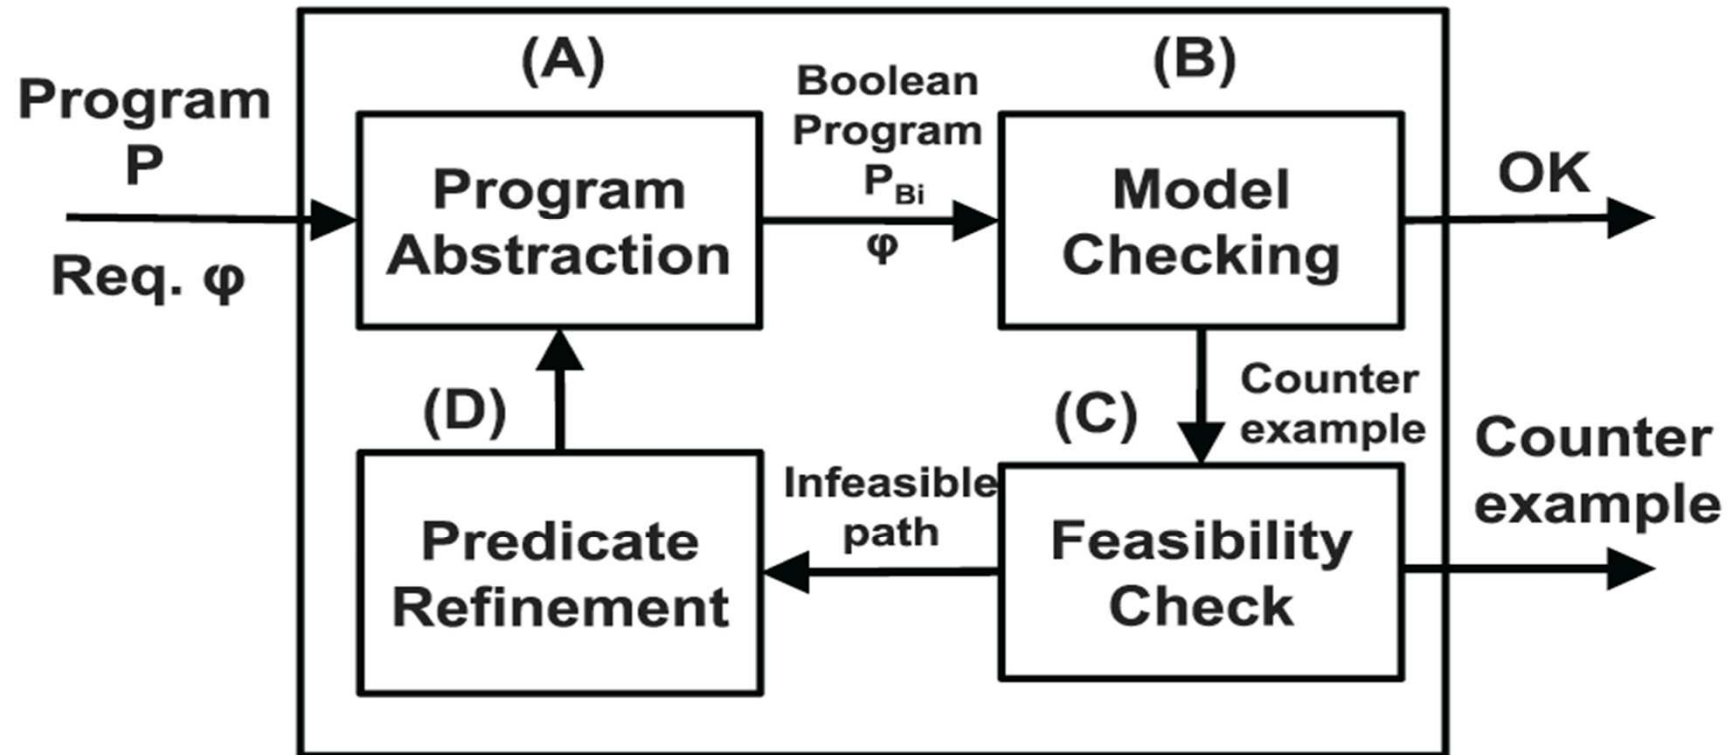 Program
P
Req. φ
(A)
Program
Abstraction
Boolean
Program
P_Bi
φ
(B)
Model
Checking
OK
Counter
example
(C)
Feasibility
Check
Counter
example
Infeasible
path
(D)
Predicate
Refinement